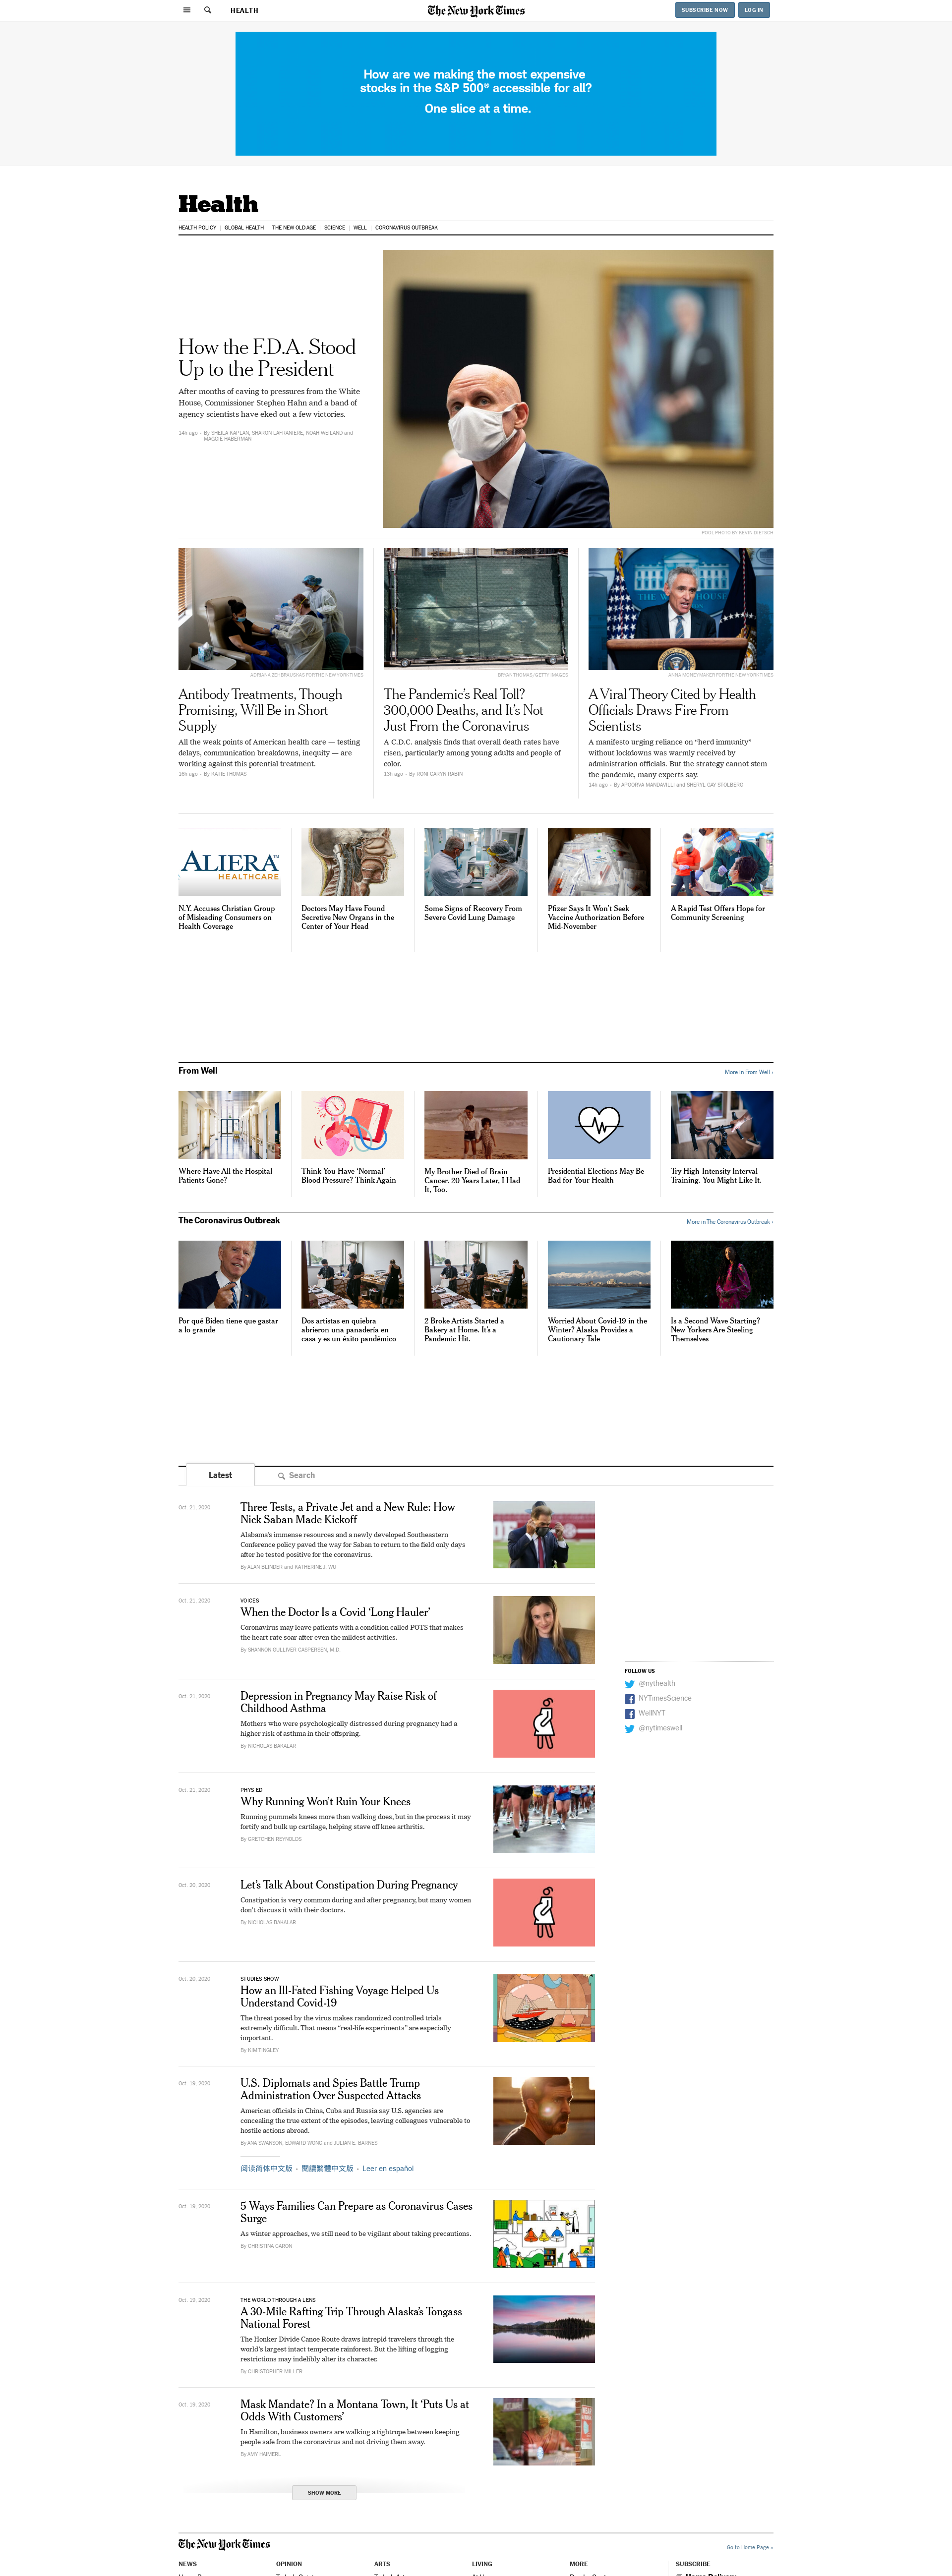 HEALTH
The New York Times
SUBSCRIBE NOW
LOG IN
How are we making the most expensive
stocks in the S&P 500® accessible for all?
One slice at a time.
Health
HEALTH POLICY
GLOBAL HEALTH
THE NEW OLD AGE
SCIENCE
WELL
CORONAVIRUS OUTBREAK
How the F.D.A. Stood
Up to the President
After months of caving to pressures from the White
House, Commissioner Stephen Hahn and a band of
agency scientists have eked out a few victories.
14h ago • By SHEILA KAPLAN, SHARON LAFRANIERE, NOAH WEILAND and
MAGGIE HABERMAN
POOL PHOTO BY KEVIN DIETSCH
ADRIANA ZEHBRAUSKAS FOR THE NEW YORK TIMES
Antibody Treatments, Though
Promising, Will Be in Short
Supply
All the weak points of American health care — testing
delays, communication breakdowns, inequity — are
working against this potential treatment.
16h ago • By KATIE THOMAS
BRYAN THOMAS/GETTY IMAGES
The Pandemic's Real Toll?
300,000 Deaths, and It's Not
Just From the Coronavirus
A C.D.C. analysis finds that overall death rates have
risen, particularly among young adults and people of
color.
13h ago • By RONI CARYN RABIN
ANNA MONEYMAKER FOR THE NEW YORK TIMES
A Viral Theory Cited by Health
Officials Draws Fire From
Scientists
A manifesto urging reliance on “herd immunity”
without lockdowns was warmly received by
administration officials. But the strategy cannot stem
the pandemic, many experts say.
14h ago • By APOORVA MANDAVILLI and SHERYL GAY STOLBERG
ALIERA™
HEALTHCARE
N.Y. Accuses Christian Group
of Misleading Consumers on
Health Coverage
Doctors May Have Found
Secretive New Organs in the
Center of Your Head
Some Signs of Recovery From
Severe Covid Lung Damage
Pfizer Says It Won’t Seek
Vaccine Authorization Before
Mid-November
A Rapid Test Offers Hope for
Community Screening
From Well
More in From Well ›
Where Have All the Hospital
Patients Gone?
Think You Have ‘Normal’
Blood Pressure? Think Again
My Brother Died of Brain
Cancer. 20 Years Later, I Had
It, Too.
Presidential Elections May Be
Bad for Your Health
Try High-Intensity Interval
Training. You Might Like It.
The Coronavirus Outbreak
More in The Coronavirus Outbreak ›
Por qué Biden tiene que gastar
a lo grande
Dos artistas en quiebra
abrieron una panadería en
casa y es un éxito pandémico
2 Broke Artists Started a
Bakery at Home. It’s a
Pandemic Hit.
Worried About Covid-19 in the
Winter? Alaska Provides a
Cautionary Tale
Is a Second Wave Starting?
New Yorkers Are Steeling
Themselves
Latest
Search
Oct. 21, 2020
Three Tests, a Private Jet and a New Rule: How
Nick Saban Made Kickoff
Alabama’s immense resources and a newly developed Southeastern
Conference policy paved the way for Saban to return to the field only days
after he tested positive for the coronavirus.
By ALAN BLINDER and KATHERINE J. WU
Oct. 21, 2020
VOICES
When the Doctor Is a Covid ‘Long Hauler’
Coronavirus may leave patients with a condition called POTS that makes
the heart rate soar after even the mildest activities.
By SHANNON GULLIVER CASPERSEN, M.D.
FOLLOW US
@nythealth
NYTimesScience
WellNYT
@nytimeswell
Oct. 21, 2020
Depression in Pregnancy May Raise Risk of
Childhood Asthma
Mothers who were psychologically distressed during pregnancy had a
higher risk of asthma in their offspring.
By NICHOLAS BAKALAR
Oct. 21, 2020
PHYS ED
Why Running Won’t Ruin Your Knees
Running pummels knees more than walking does, but in the process it may
fortify and bulk up cartilage, helping stave off knee arthritis.
By GRETCHEN REYNOLDS
Oct. 20, 2020
Let’s Talk About Constipation During Pregnancy
Constipation is very common during and after pregnancy, but many women
don’t discuss it with their doctors.
By NICHOLAS BAKALAR
Oct. 20, 2020
STUDIES SHOW
How an Ill-Fated Fishing Voyage Helped Us
Understand Covid-19
The threat posed by the virus makes randomized controlled trials
extremely difficult. That means “real-life experiments” are especially
important.
By KIM TINGLEY
Oct. 19, 2020
U.S. Diplomats and Spies Battle Trump
Administration Over Suspected Attacks
American officials in China, Cuba and Russia say U.S. agencies are
concealing the true extent of the episodes, leaving colleagues vulnerable to
hostile actions abroad.
By ANA SWANSON, EDWARD WONG and JULIAN E. BARNES
阅读简体中文版 • 閱讀繁體中文版 • Leer en español
Oct. 19, 2020
5 Ways Families Can Prepare as Coronavirus Cases
Surge
As winter approaches, we still need to be vigilant about taking precautions.
By CHRISTINA CARON
Oct. 19, 2020
THE WORLD THROUGH A LENS
A 30-Mile Rafting Trip Through Alaska’s Tongass
National Forest
The Honker Divide Canoe Route draws intrepid travelers through the
world’s largest intact temperate rainforest. But the lifting of logging
restrictions may indelibly alter its character.
By CHRISTOPHER MILLER
Oct. 19, 2020
Mask Mandate? In a Montana Town, It ‘Puts Us at
Odds With Customers’
In Hamilton, business owners are walking a tightrope between keeping
people safe from the coronavirus and not driving them away.
By AMY HAIMERL
SHOW MORE
The New York Times
Go to Home Page »
NEWS
OPINION
ARTS
LIVING
MORE
SUBSCRIBE